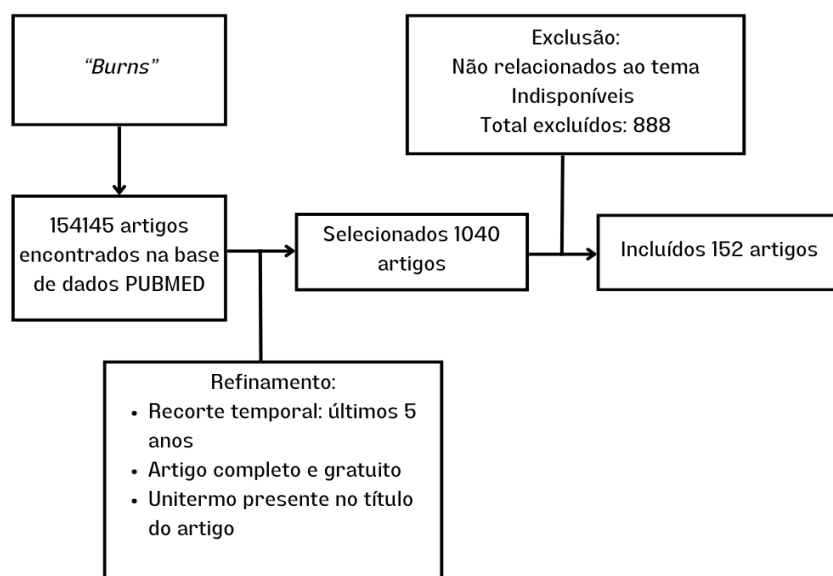 “Burns”
Exclusão:
Não relacionados ao tema
Indisponíveis
Total excluídos: 888
154145 artigos
encontrados na base
de dados PUBMED
Selecionados 1040
artigos
Incluídos 152 artigos
Refinamento:
• Recorte temporal: últimos 5
anos
• Artigo completo e gratuito
• Unitermo presente no título
do artigo